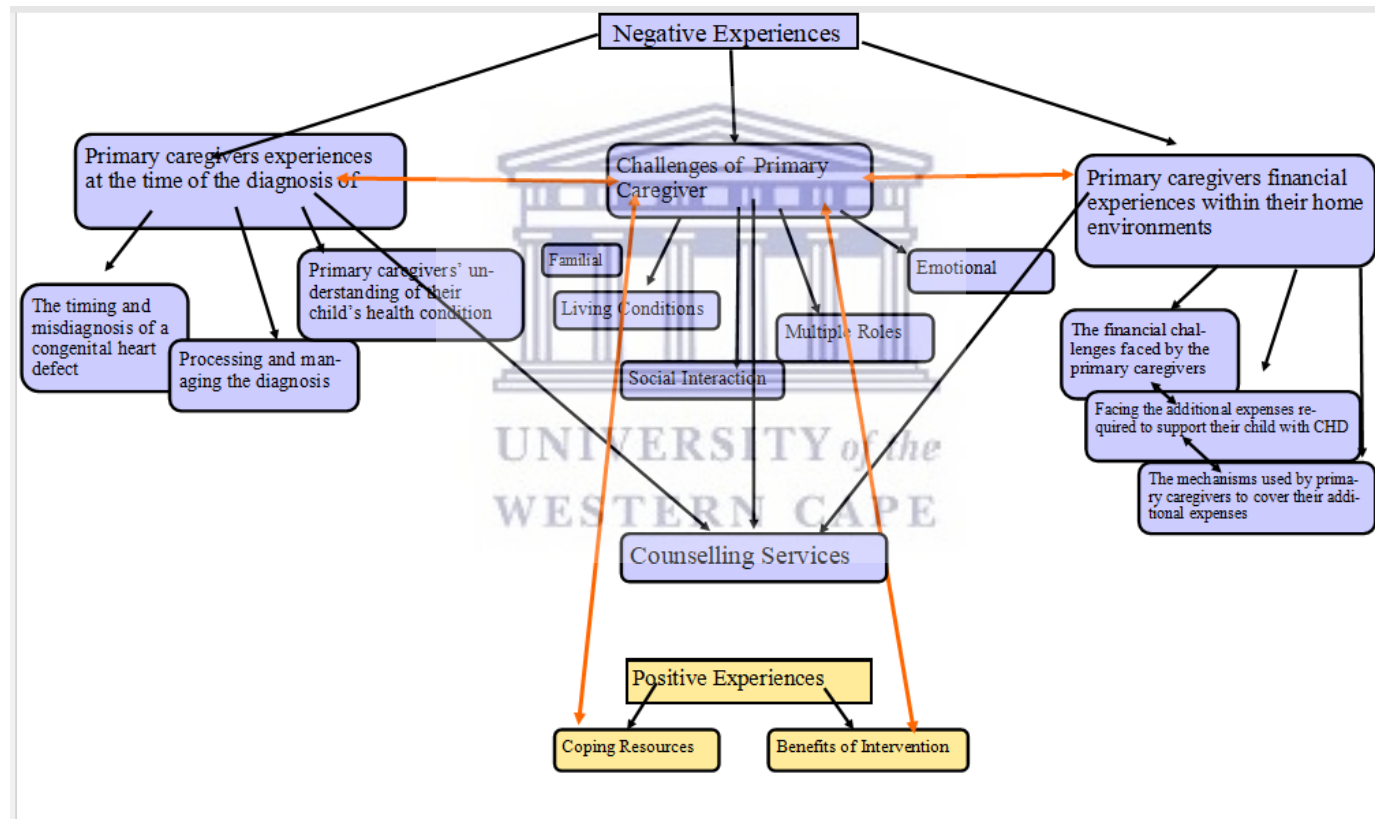 Negative Experiences
Primary caregivers experiences
at the time of the diagnosis of
Challenges of Primary
Caregiver
Primary caregivers financial
experiences within their home
environments
Familial
Living Conditions
Social Interaction
Multiple Roles
Emotional
The timing and
misdiagnosis of a
congenital heart
defect
Processing and man-
aging the diagnosis
Primary caregivers' un-
derstanding of their
child's health condition
The financial chal-
lenges faced by the
primary caregivers
Facing the additional expenses re-
quired to support their child with CHD
The mechanisms used by prima-
ry caregivers to cover their addi-
tional expenses
UNIVERSITY of the
WESTERN CAPE
Counselling Services
Positive Experiences
Coping Resources
Benefits of Intervention